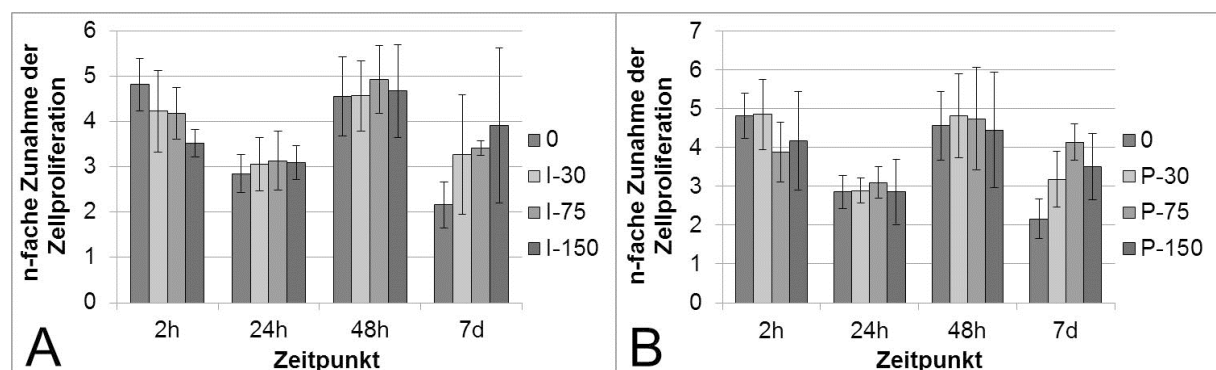 n-fache Zunahme der
Zellproliferation
6
5
4
3
2
1
0
2h 24h 48h 7d
Zeitpunkt
0
I-30
I-75
I-150
A
n-fache Zunahme der
Zellproliferation
7
6
5
4
3
2
1
0
2h 24h 48h 7d
Zeitpunkt
0
P-30
P-75
P-150
B